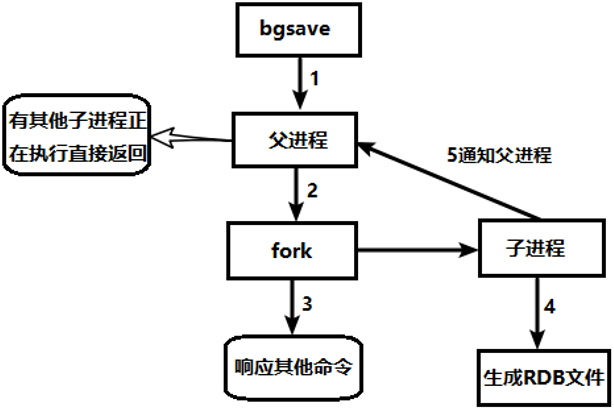 bgsave
1
有其他子进程正
在执行直接返回
父进程
5通知父进程
2
fork
子进程
3
4
响应其他命令
生成RDB文件